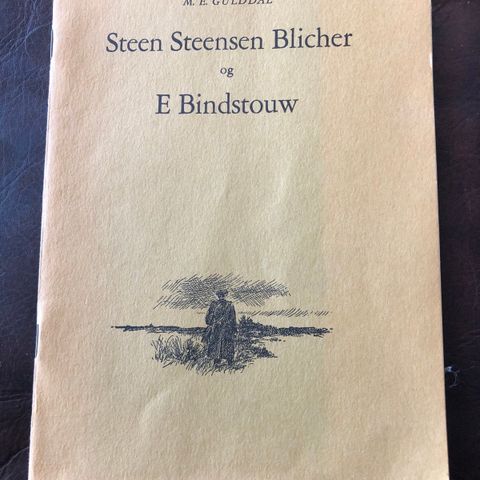 M. E. GULDDAL
Steen Steensen Blicher
og
E Bindstouw